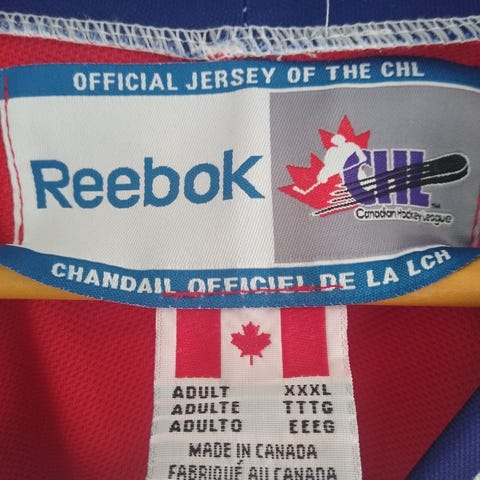 OFFICIAL JERSEY OF THE CHL
Reebok
CHL™
Canadian Hockey League
CHANDAIL OFFICIEL DE LA LCH
ADULT XXXL
ADULTE TTTG
ADULTO EEEG
MADE IN CANADA
FABRIQUÉ AU CANADA